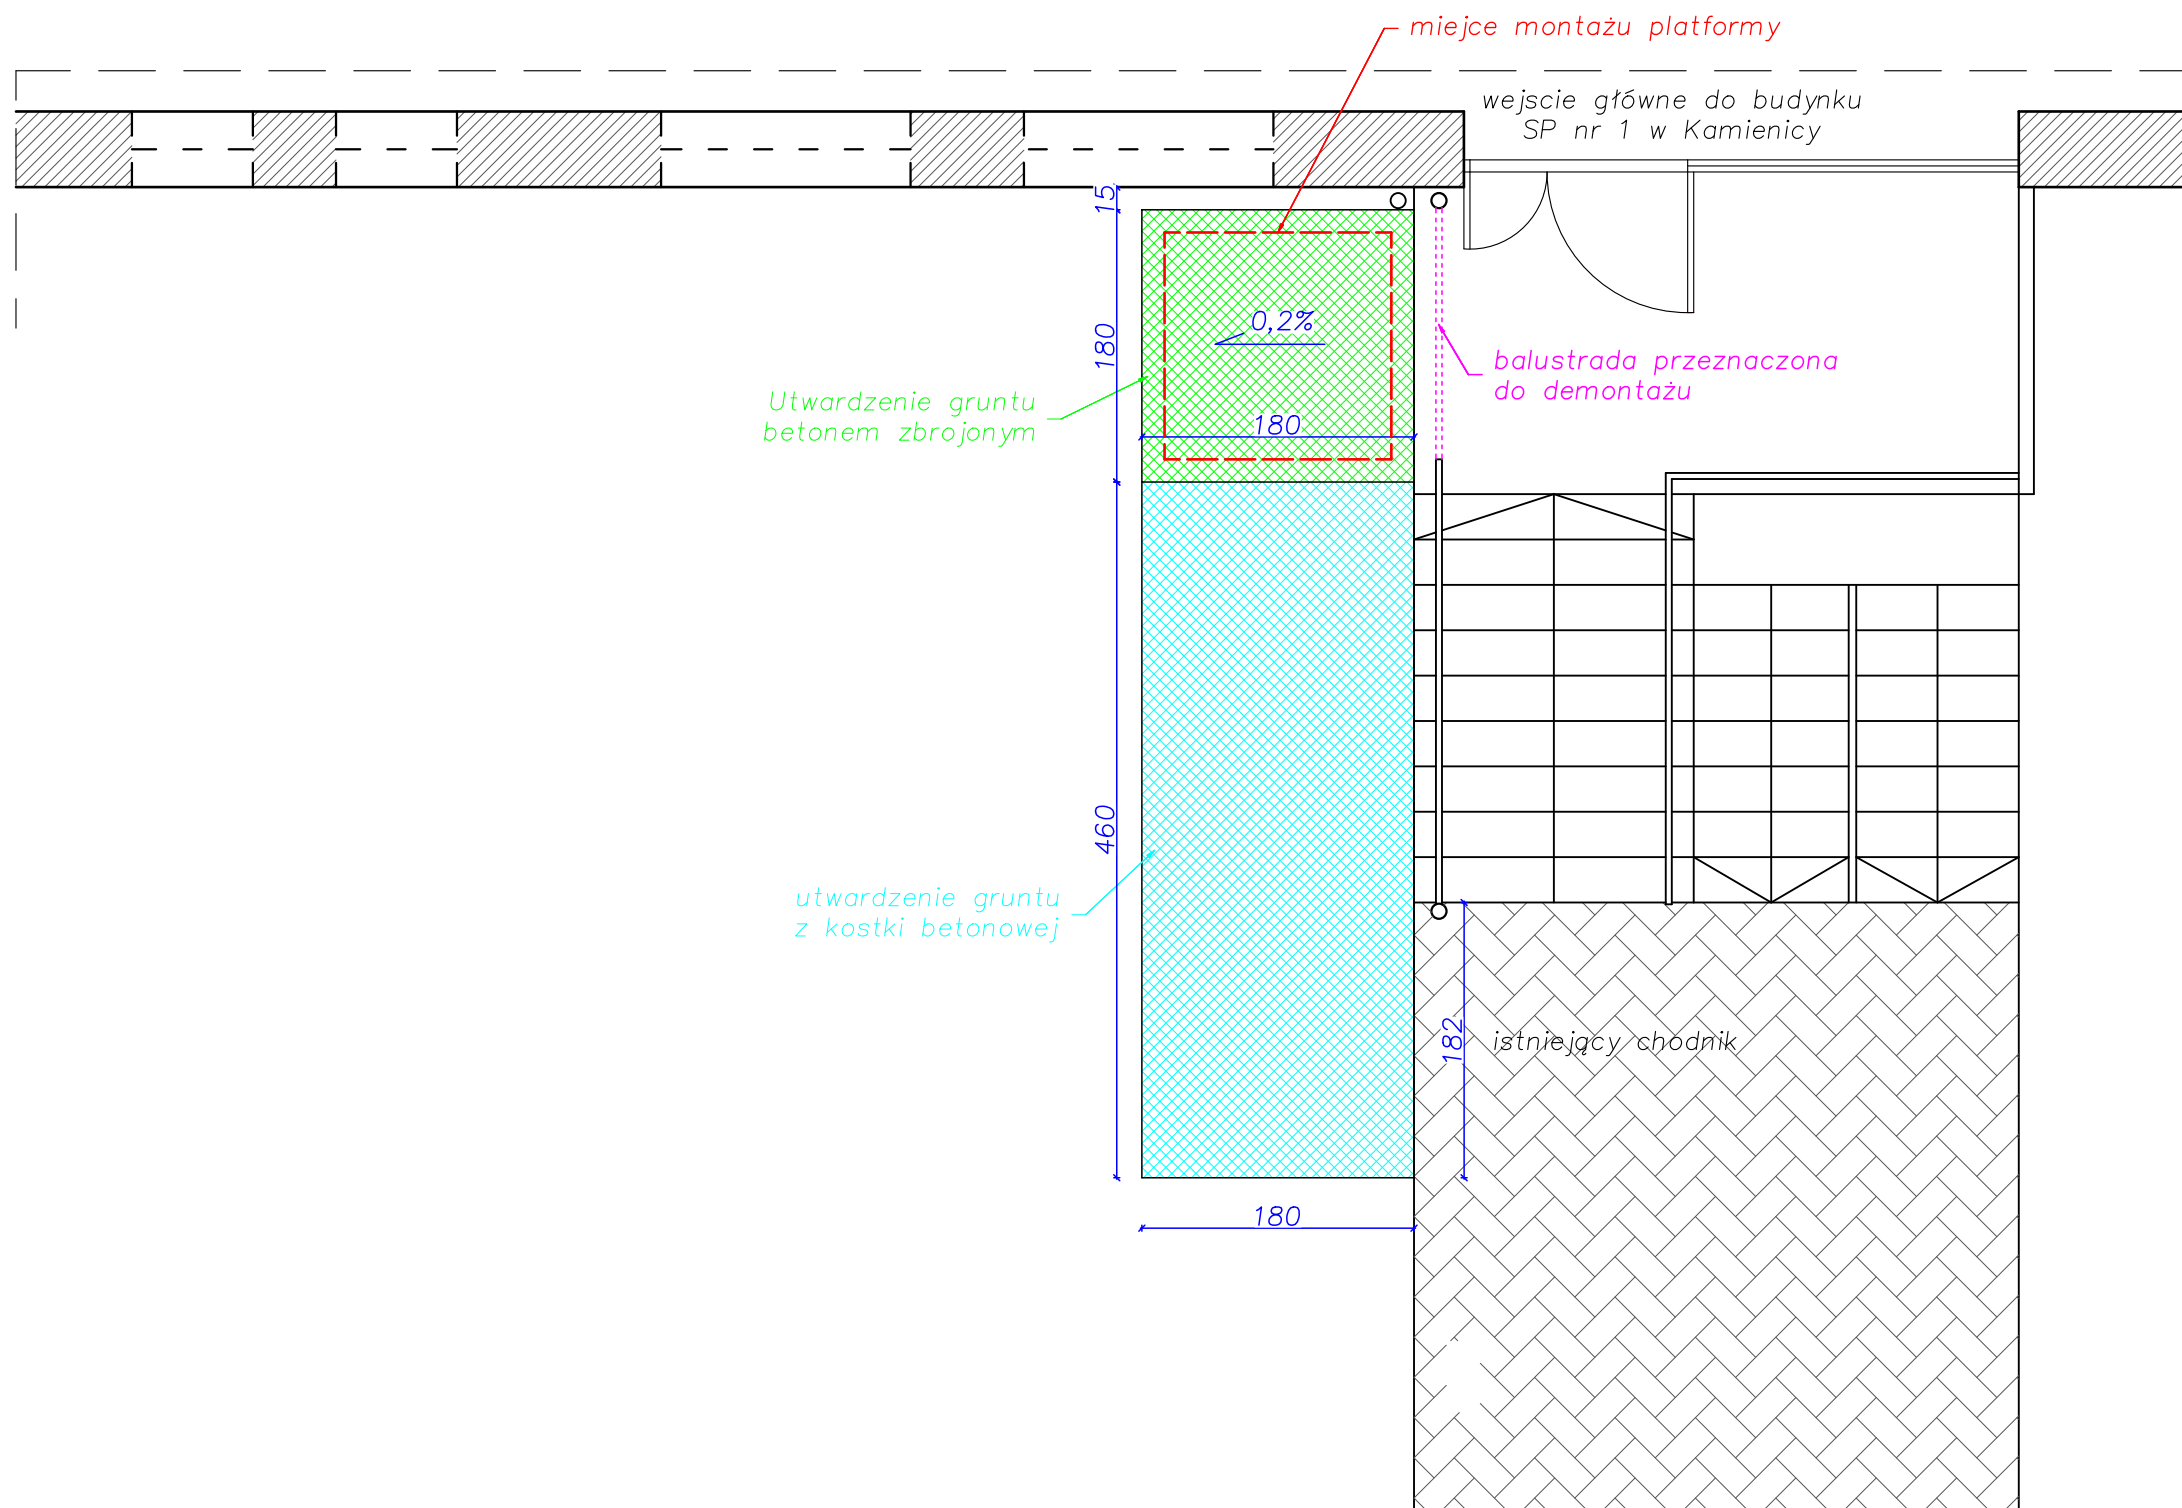 miejce montażu platformy
wejscie główne do budynku
SP nr 1 w Kamienicy
15
0,2%
180
balustrada przeznaczona
do demontażu
Utwardzenie gruntu
betonem zbrojonym
180
460
utwardzenie gruntu
z kostki betonowej
182
istniejący chodnik
180